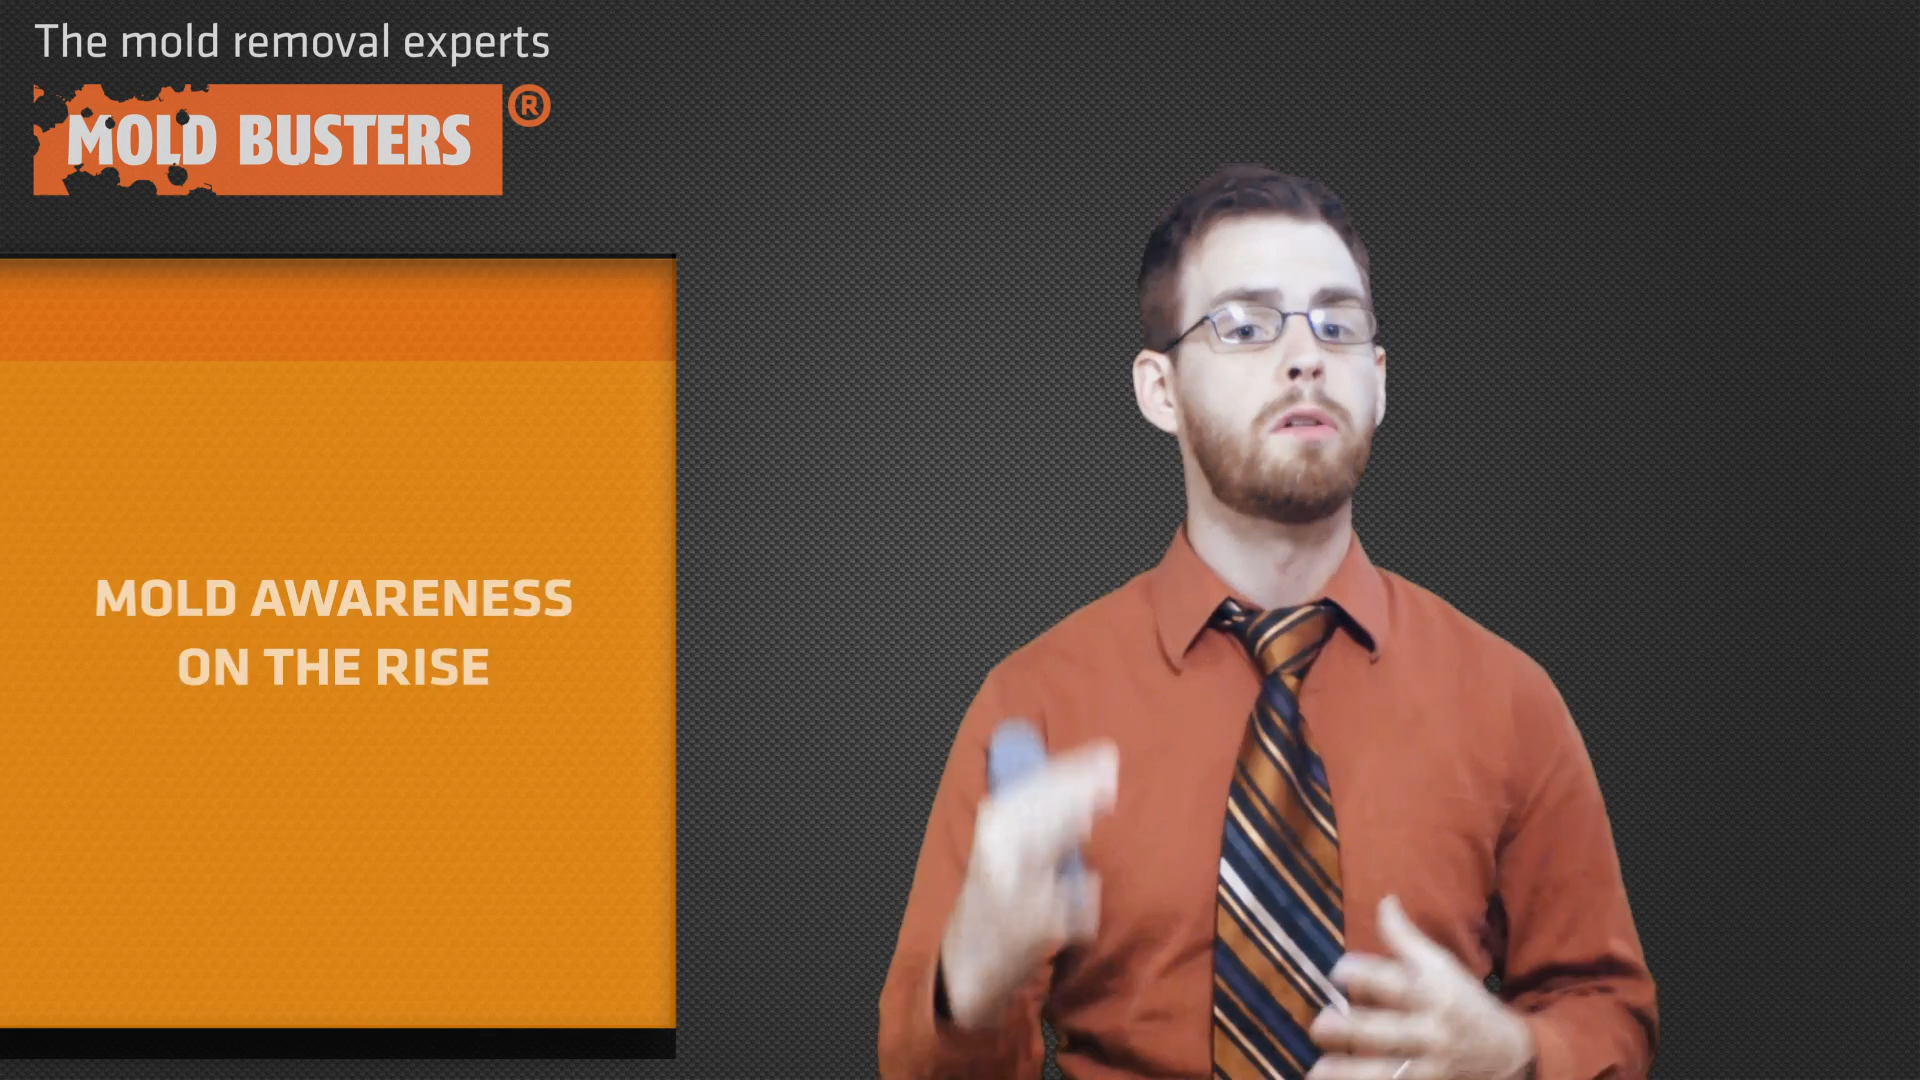 The mold removal experts
MOLD BUSTERS ®
MOLD AWARENESS
ON THE RISE